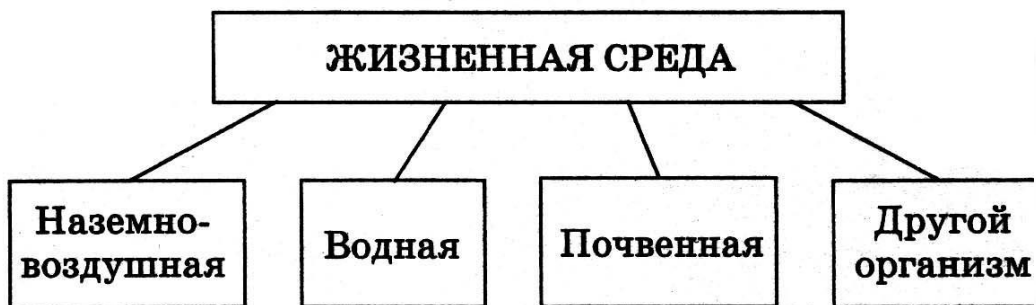 ЖИЗНЕННАЯ СРЕДА
Наземно-
воздушная
Водная
Почвенная
Другой
организм